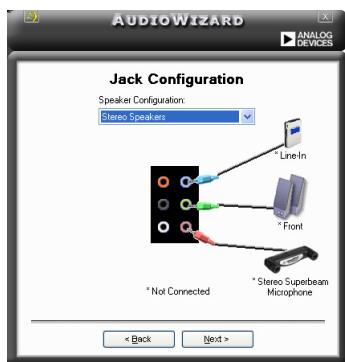 AUDIOWIZARD
ANALOG
DEVICES
Jack Configuration
Speaker Configuration:
Stereo Speakers
* Line-In
* Front
* Stereo Superbeam
Microphone
* Not Connected
< Back
Next >